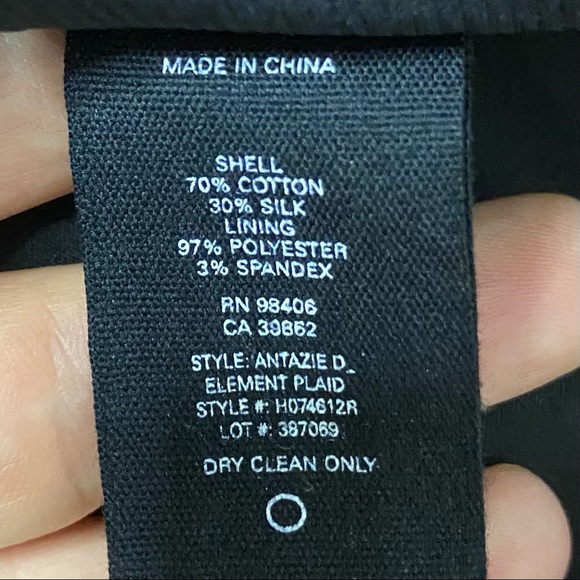 MADE IN CHINA
SHELL
70% COTTON
30% SILK
LINING
97% POLYESTER
3% SPANDEX
RN 98406
CA 39862
STYLE: ANTAZIE D_
ELEMENT PLAID
STYLE #: H074612R
LOT #: 387069
DRY CLEAN ONLY